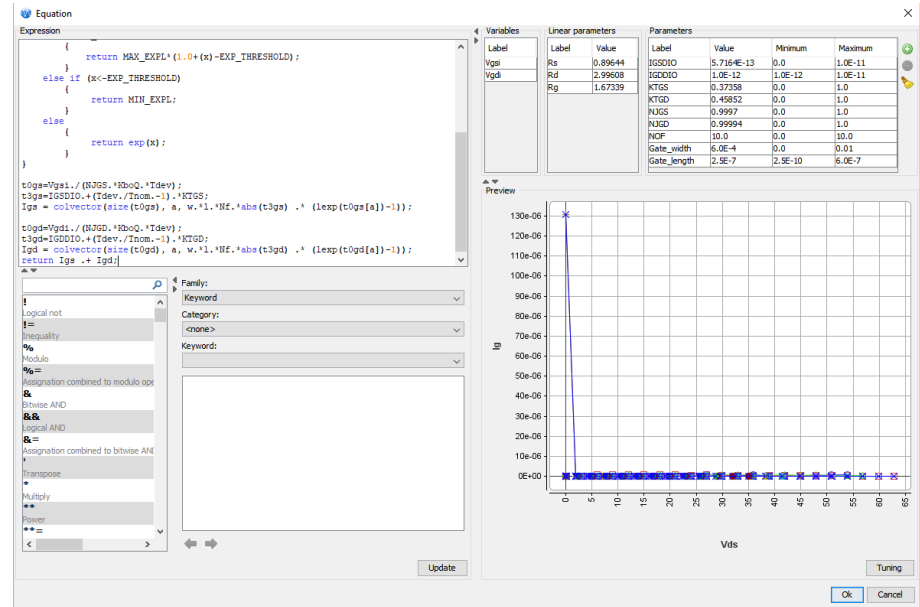 Equation
Expression
{
return MAX_EXPL*(1.0+(x)-EXP_THRESHOLD);
}
else if (x<-EXP_THRESHOLD)
{
return MIN_EXPL;
}
else
{
return exp(x);
}
}
t0gs=Vgsi./(NJGS.*KboQ.*Tdev);
t3gs=IGSDIO.+(Tdev./Tnom.-1).*KTGS;
Igs = colvector(size(t0gs), a, w.*l.*Nf.*abs(t3gs) .* (lexp(t0gs[a])-1));
t0gd=Vgdi./(NJGD.*KboQ.*Tdev);
t3gd=IGDDIO.+(Tdev./Tnom.-1).*KTGD;
Igd = colvector(size(t0gd), a, w.*l.*Nf.*abs(t3gd) .* (lexp(t0gd[a])-1));
return Igs .+ Igd;
!
Logical not
!=
Inequality
%
Modulo
%=
Assignation combined to modulo ope
&
Bitwise AND
&&
Logical AND
&=
Assignation combined to bitwise AND
'
Transpose
*
Multiply
**
Power
**=
Family:
Keyword
Category:
<none>
Keyword:
Update
Variables
Label
Vgsi
Vgdi
Linear parameters
Label Value
Rs 0.89644
Rd 2.99608
Rg 1.67339
Parameters
Label Value Minimum Maximum
IGSDIO 5.7164E-13 0.0 1.0E-11
IGDDIO 1.0E-12 1.0E-12 1.0E-11
KTGS 0.37358 0.0 1.0
KTGD 0.45852 0.0 1.0
NJGS 0.9997 0.0 1.0
NJGD 0.99994 0.0 1.0
NOF 10.0 0.0 10.0
Gate_width 6.0E-4 0.0 0.01
Gate_length 2.5E-7 2.5E-10 6.0E-7
Preview
130e-06
120e-06
110e-06
100e-06
90e-06
80e-06
70e-06
60e-06
50e-06
40e-06
30e-06
20e-06
10e-06
0E+00
Ig
0 5 10 15 20 25 30 35 40 45 50 55 60 65
Vds
Tuning
Ok Cancel